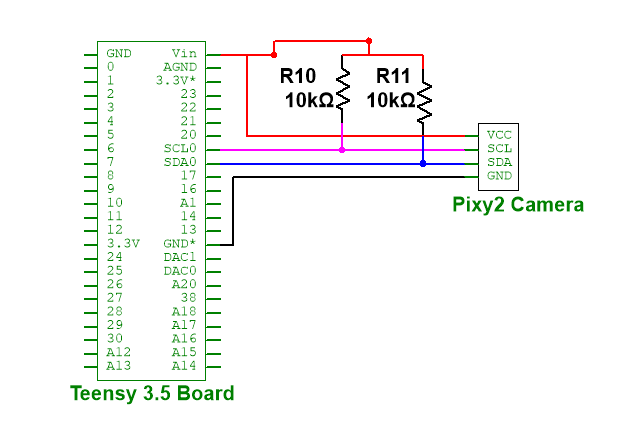 GND Vin
0 AGND
1 3.3V*
2 23
3 22
4 21
5 20
6 SCL0
7 SDA0
8 17
9 16
10 A1
11 14
12 13
3.3V GND*
24 DAC1
25 DAC0
26 A20
27 38
28 A18
29 A17
30 A16
A12 A15
A13 A14
Teensy 3.5 Board
R10
10kΩ
R11
10kΩ
VCC
SCL
SDA
GND
Pixy2 Camera